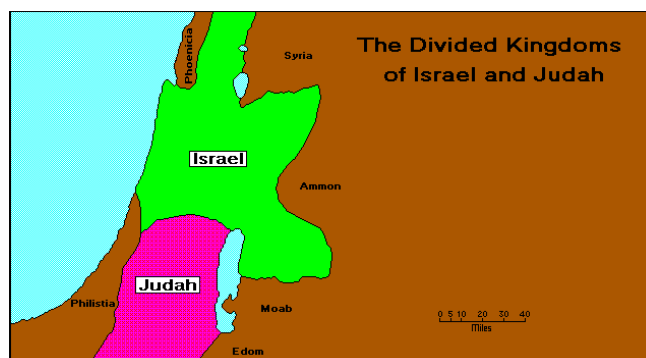 The Divided Kingdoms
of Israel and Judah
Phoenicia
Syria
Israel
Ammon
Judah
Philistia
Moab
Edom
0 5 10 20 30 40
Miles